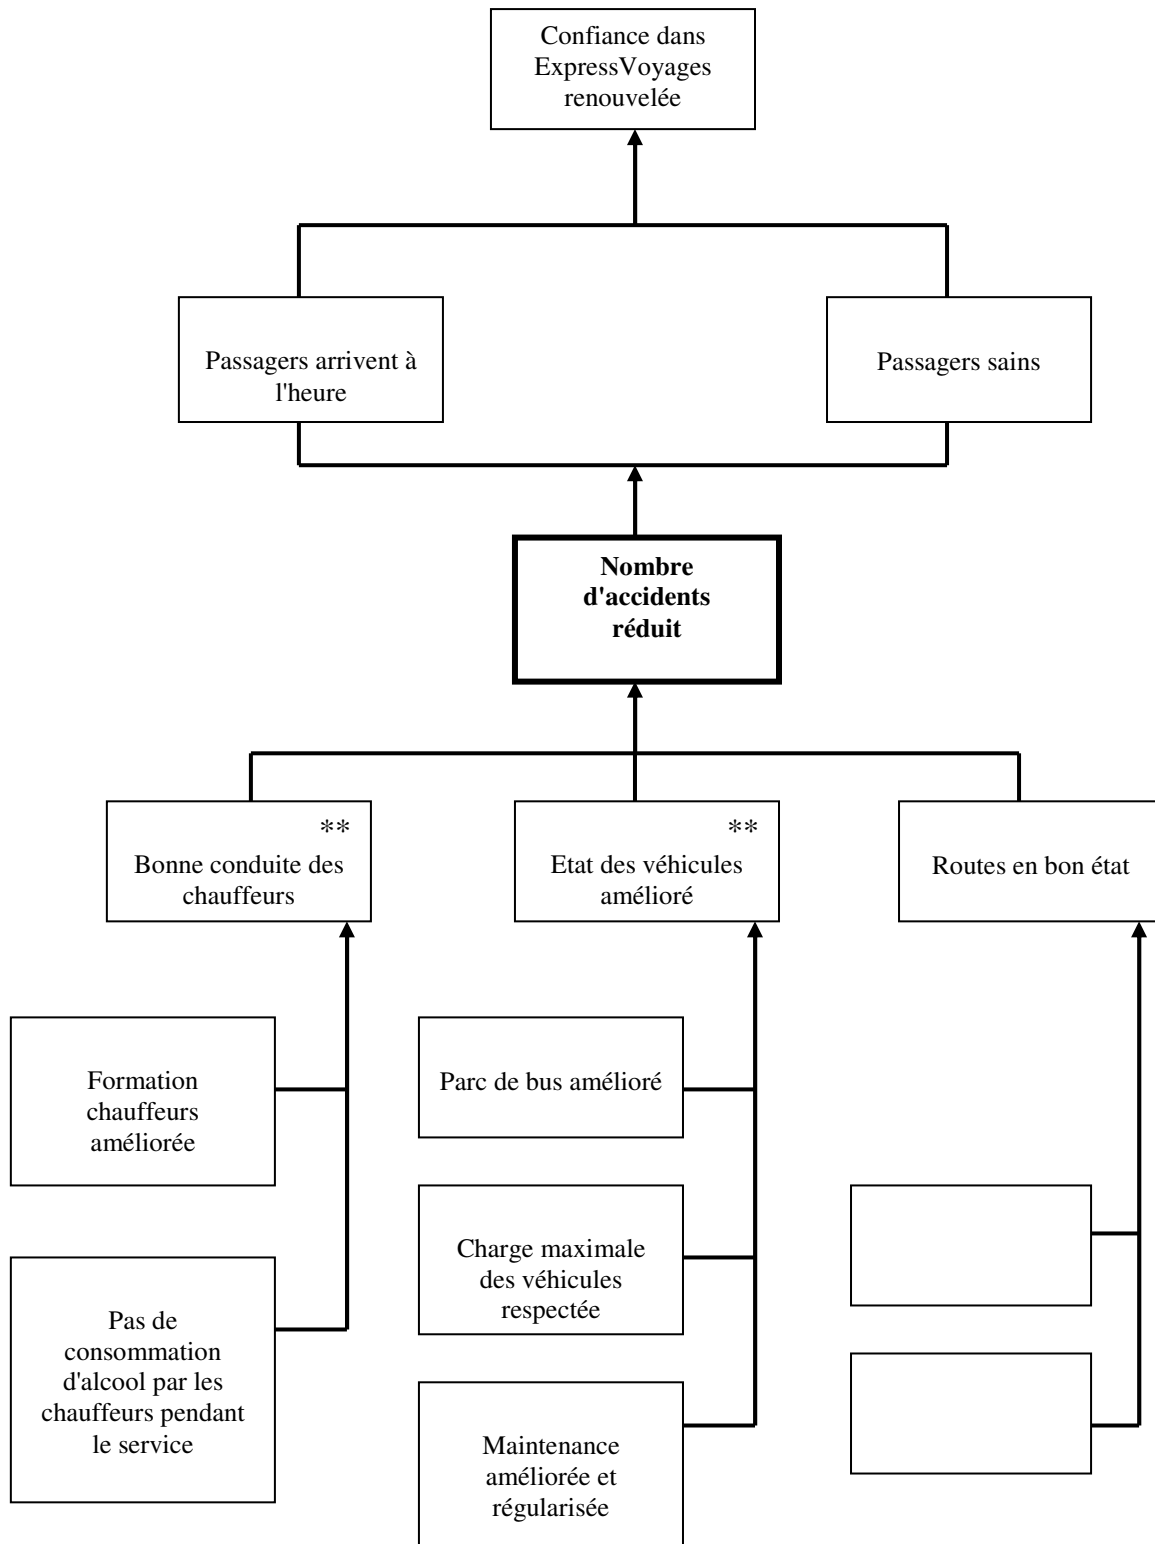 Confiance dans
ExpressVoyages
renouvelée
Passagers arrivent à
l'heure
Passagers sains
Nombre
d'accidents
réduit
**
Bonne conduite des
chauffeurs
**
Etat des véhicules
amélioré
Routes en bon état
Formation
chauffeurs
améliorée
Pas de
consommation
d'alcool par les
chauffeurs pendant
le service
Parc de bus amélioré
Charge maximale
des véhicules
respectée
Maintenance
améliorée et
régularisée